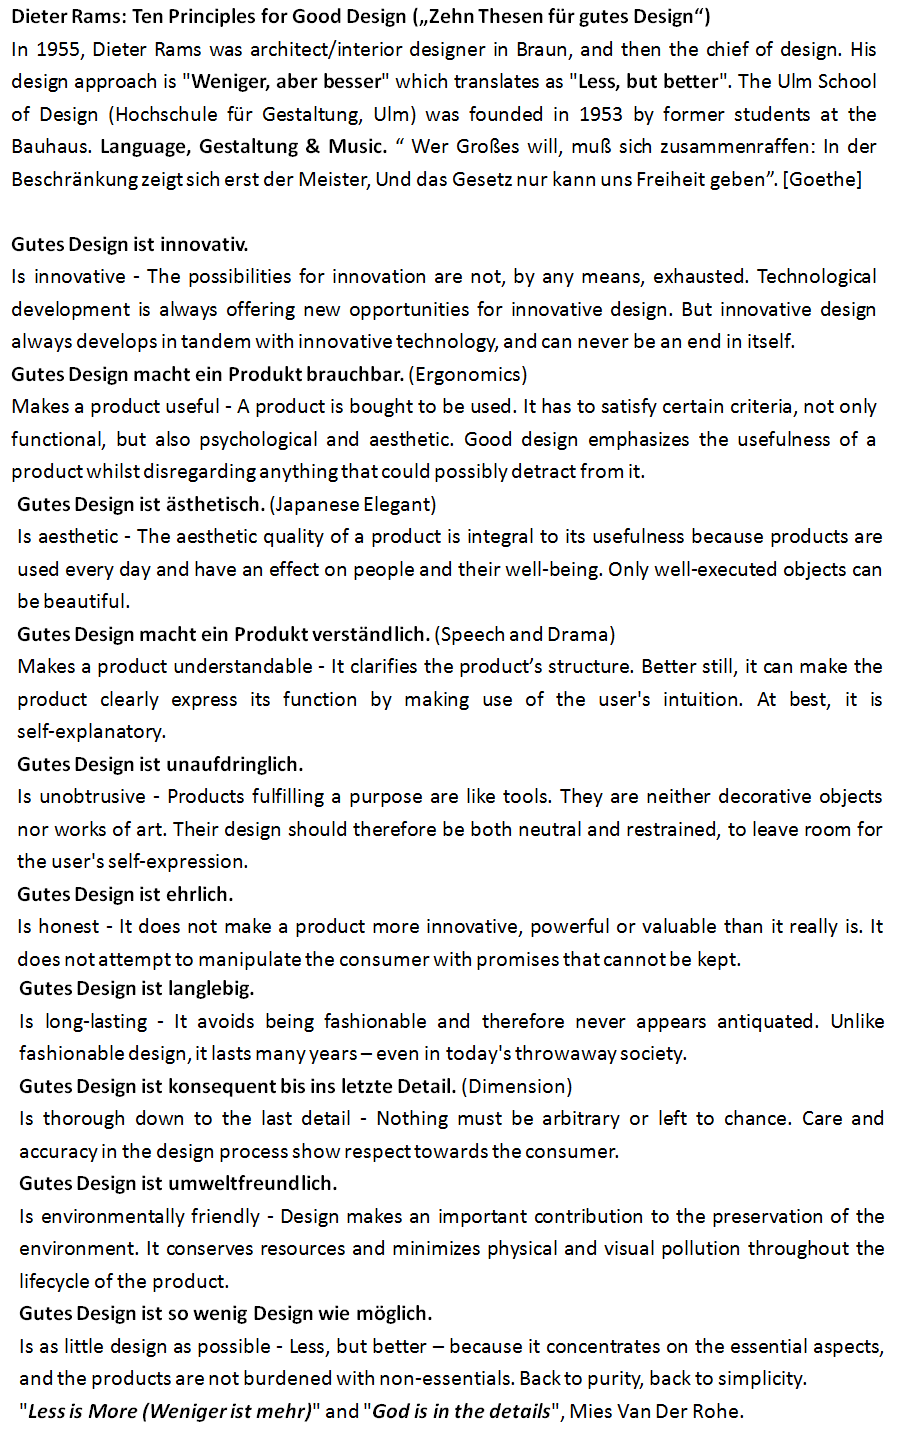 Dieter Rams: Ten Principles for Good Design („Zehn Thesen für gutes Design“)
In 1955, Dieter Rams was architect/interior designer in Braun, and then the chief of design. His
design approach is "Weniger, aber besser" which translates as "Less, but better". The Ulm School
of Design (Hochschule für Gestaltung, Ulm) was founded in 1953 by former students at the
Bauhaus. Language, Gestaltung & Music. “ Wer Großes will, muß sich zusammenraffen: In der
Beschränkung zeigt sich erst der Meister, Und das Gesetz nur kann uns Freiheit geben”. [Goethe]
Gutes Design ist innovativ.
Is innovative - The possibilities for innovation are not, by any means, exhausted. Technological
development is always offering new opportunities for innovative design. But innovative design
always develops in tandem with innovative technology, and can never be an end in itself.
Gutes Design macht ein Produkt brauchbar. (Ergonomics)
Makes a product useful - A product is bought to be used. It has to satisfy certain criteria, not only
functional, but also psychological and aesthetic. Good design emphasizes the usefulness of a
product whilst disregarding anything that could possibly detract from it.
Gutes Design ist ästhetisch. (Japanese Elegant)
Is aesthetic - The aesthetic quality of a product is integral to its usefulness because products are
used every day and have an effect on people and their well-being. Only well-executed objects can
be beautiful.
Gutes Design macht ein Produkt verständlich. (Speech and Drama)
Makes a product understandable - It clarifies the product’s structure. Better still, it can make the
product clearly express its function by making use of the user's intuition. At best, it is
self-explanatory.
Gutes Design ist unaufdringlich.
Is unobtrusive - Products fulfilling a purpose are like tools. They are neither decorative objects
nor works of art. Their design should therefore be both neutral and restrained, to leave room for
the user's self-expression.
Gutes Design ist ehrlich.
Is honest - It does not make a product more innovative, powerful or valuable than it really is. It
does not attempt to manipulate the consumer with promises that cannot be kept.
Gutes Design ist langlebig.
Is long-lasting - It avoids being fashionable and therefore never appears antiquated. Unlike
fashionable design, it lasts many years – even in today's throwaway society.
Gutes Design ist konsequent bis ins letzte Detail. (Dimension)
Is thorough down to the last detail - Nothing must be arbitrary or left to chance. Care and
accuracy in the design process show respect towards the consumer.
Gutes Design ist umweltfreundlich.
Is environmentally friendly - Design makes an important contribution to the preservation of the
environment. It conserves resources and minimizes physical and visual pollution throughout the
lifecycle of the product.
Gutes Design ist so wenig Design wie möglich.
Is as little design as possible - Less, but better – because it concentrates on the essential aspects,
and the products are not burdened with non-essentials. Back to purity, back to simplicity.
"Less is More (Weniger ist mehr)" and "God is in the details", Mies Van Der Rohe.